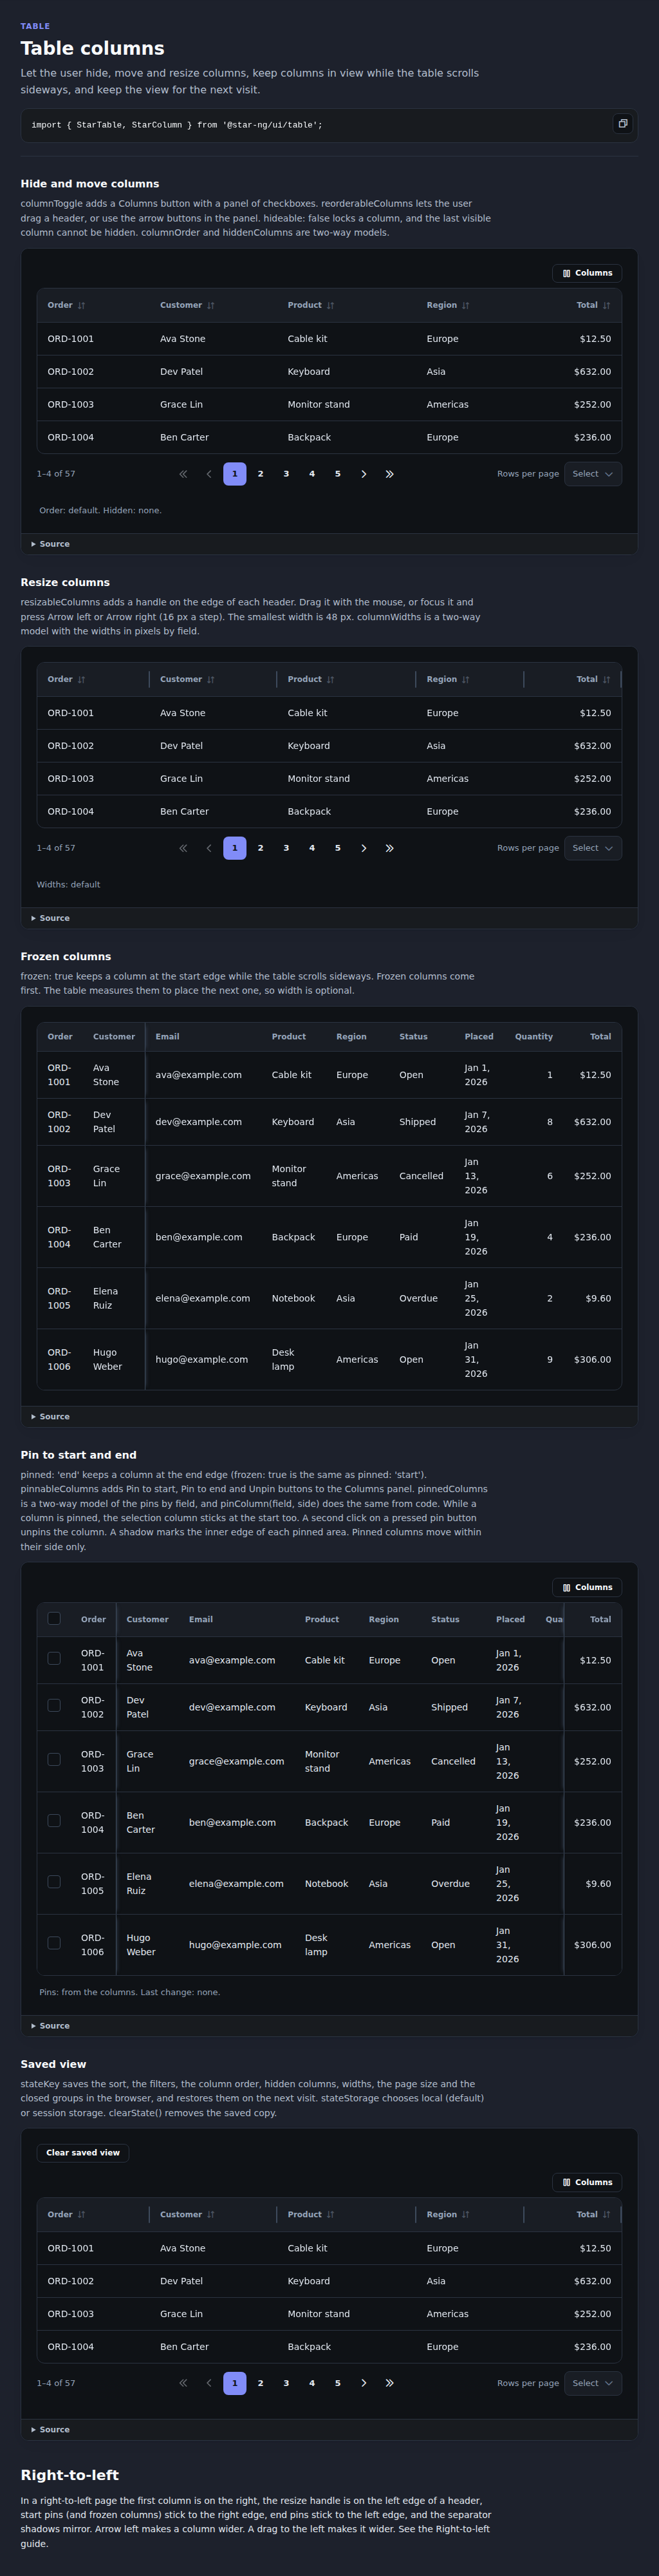 TABLE
Table columns
Let the user hide, move and resize columns, keep columns in view while the table scrolls
sideways, and keep the view for the next visit.
import { StarTable, StarColumn } from '@star-ng/ui/table';
Hide and move columns
columnToggle adds a Columns button with a panel of checkboxes. reorderableColumns lets the user
drag a header, or use the arrow buttons in the panel. hideable: false locks a column, and the last visible
column cannot be hidden. columnOrder and hiddenColumns are two-way models.
Columns
Order Customer Product Region Total
ORD-1001 Ava Stone Cable kit Europe $12.50
ORD-1002 Dev Patel Keyboard Asia $632.00
ORD-1003 Grace Lin Monitor stand Americas $252.00
ORD-1004 Ben Carter Backpack Europe $236.00
1–4 of 57 1 2 3 4 5 Rows per page Select
Order: default. Hidden: none.
Source
Resize columns
resizableColumns adds a handle on the edge of each header. Drag it with the mouse, or focus it and
press Arrow left or Arrow right (16 px a step). The smallest width is 48 px. columnWidths is a two-way
model with the widths in pixels by field.
Order Customer Product Region Total
ORD-1001 Ava Stone Cable kit Europe $12.50
ORD-1002 Dev Patel Keyboard Asia $632.00
ORD-1003 Grace Lin Monitor stand Americas $252.00
ORD-1004 Ben Carter Backpack Europe $236.00
1–4 of 57 1 2 3 4 5 Rows per page Select
Widths: default
Source
Frozen columns
frozen: true keeps a column at the start edge while the table scrolls sideways. Frozen columns come
first. The table measures them to place the next one, so width is optional.
Order Customer Email Product Region Status Placed Quantity Total
ORD-
1001 Ava
Stone ava@example.com Cable kit Europe Open Jan 1,
2026 1 $12.50
ORD-
1002 Dev
Patel dev@example.com Keyboard Asia Shipped Jan 7,
2026 8 $632.00
ORD-
1003 Grace
Lin grace@example.com Monitor
stand Americas Cancelled Jan
13,
2026 6 $252.00
ORD-
1004 Ben
Carter ben@example.com Backpack Europe Paid Jan
19,
2026 4 $236.00
ORD-
1005 Elena
Ruiz elena@example.com Notebook Asia Overdue Jan
25,
2026 2 $9.60
ORD-
1006 Hugo
Weber hugo@example.com Desk
lamp Americas Open Jan
31,
2026 9 $306.00
Source
Pin to start and end
pinned: 'end' keeps a column at the end edge (frozen: true is the same as pinned: 'start').
pinnableColumns adds Pin to start, Pin to end and Unpin buttons to the Columns panel. pinnedColumns
is a two-way model of the pins by field, and pinColumn(field, side) does the same from code. While a
column is pinned, the selection column sticks at the start too. A second click on a pressed pin button
unpins the column. A shadow marks the inner edge of each pinned area. Pinned columns move within
their side only.
Columns
Order Customer Email Product Region Status Placed Qua Total
ORD-
1001 Ava
Stone ava@example.com Cable kit Europe Open Jan 1,
2026 $12.50
ORD-
1002 Dev
Patel dev@example.com Keyboard Asia Shipped Jan 7,
2026 $632.00
ORD-
1003 Grace
Lin grace@example.com Monitor
stand Americas Cancelled Jan
13,
2026 $252.00
ORD-
1004 Ben
Carter ben@example.com Backpack Europe Paid Jan
19,
2026 $236.00
ORD-
1005 Elena
Ruiz elena@example.com Notebook Asia Overdue Jan
25,
2026 $9.60
ORD-
1006 Hugo
Weber hugo@example.com Desk
lamp Americas Open Jan
31,
2026 $306.00
Pins: from the columns. Last change: none.
Source
Saved view
stateKey saves the sort, the filters, the column order, hidden columns, widths, the page size and the
closed groups in the browser, and restores them on the next visit. stateStorage chooses local (default)
or session storage. clearState() removes the saved copy.
Clear saved view
Columns
Order Customer Product Region Total
ORD-1001 Ava Stone Cable kit Europe $12.50
ORD-1002 Dev Patel Keyboard Asia $632.00
ORD-1003 Grace Lin Monitor stand Americas $252.00
ORD-1004 Ben Carter Backpack Europe $236.00
1–4 of 57 1 2 3 4 5 Rows per page Select
Source
Right-to-left
In a right-to-left page the first column is on the right, the resize handle is on the left edge of a header,
start pins (and frozen columns) stick to the right edge, end pins stick to the left edge, and the separator
shadows mirror. Arrow left makes a column wider. A drag to the left makes it wider. See the Right-to-left
guide.